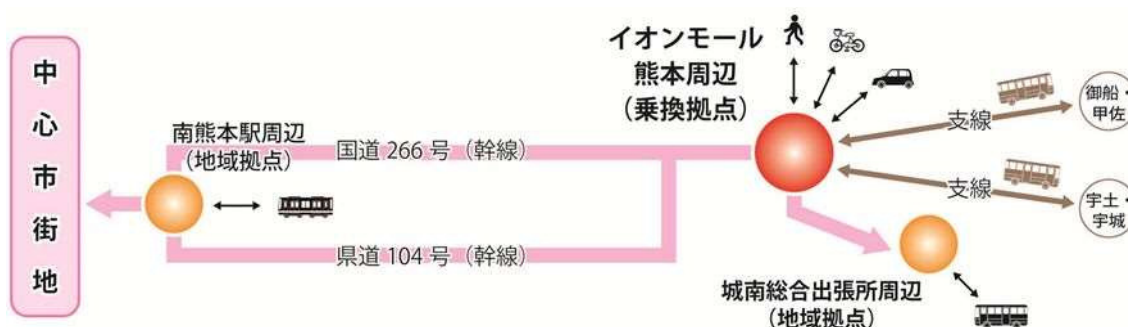 中心市街地
南熊本駅周辺
（地域拠点）
国道 266 号（幹線）
県道 104 号（幹線）
イオンモール
熊本周辺
（乗換拠点）
支線
御船・
甲佐
支線
宇土・
宇城
城南総合出張所周辺
（地域拠点）